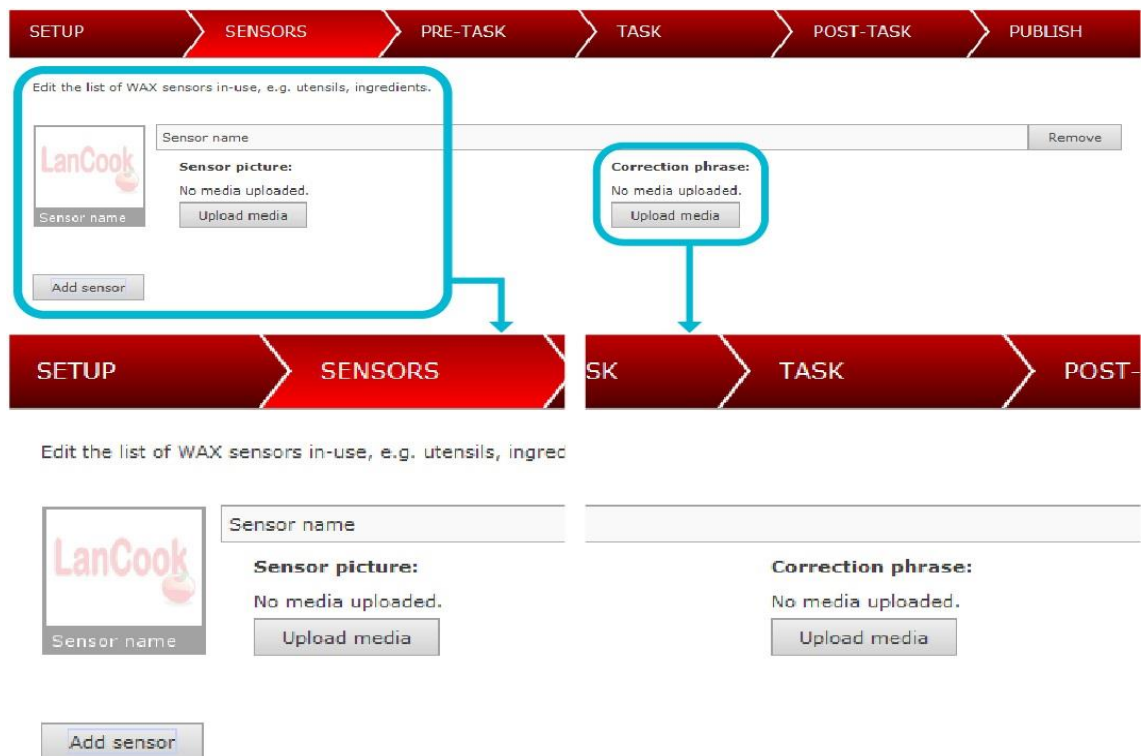 SETUP SENSORS PRE-TASK TASK POST-TASK PUBLISH
Edit the list of WAX sensors in-use, e.g. utensils, ingredients.
LanCook
Sensor name
Sensor name
Remove
Sensor picture:
No media uploaded.
Upload media
Correction phrase:
No media uploaded.
Upload media
Add sensor
SETUP SENSORS
SK TASK POST-
Edit the list of WAX sensors in-use, e.g. utensils, ingred
LanCook
Sensor name
Sensor name
Sensor picture:
No media uploaded.
Upload media
Correction phrase:
No media uploaded.
Upload media
Add sensor